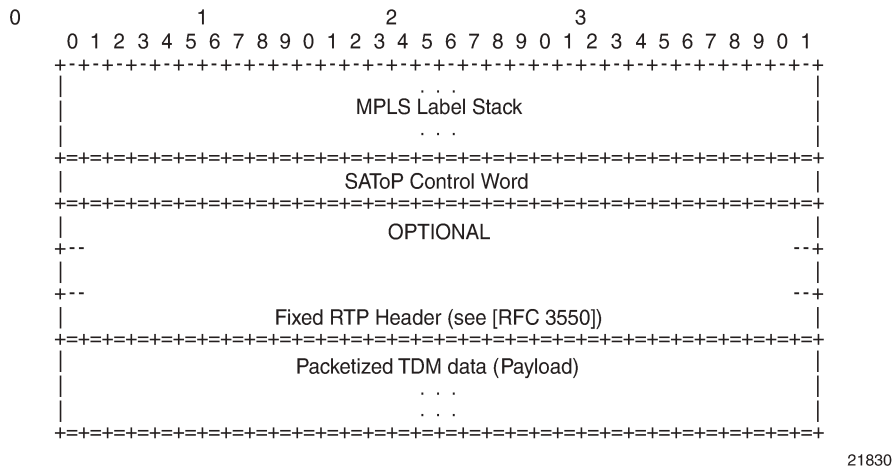 0 1 2 3
0 1 2 3 4 5 6 7 8 9 0 1 2 3 4 5 6 7 8 9 0 1 2 3 4 5 6 7 8 9 0 1
+-+-+-+-+-+-+-+-+-+-+-+-+-+-+-+-+-+-+-+-+-+-+-+-+-+-+-+-+-+-+-+-+
| . . . |
| MPLS Label Stack |
| . . . |
+=+=+=+=+=+=+=+=+=+=+=+=+=+=+=+=+=+=+=+=+=+=+=+=+=+=+=+=+=+=+=+=+
| SAToP Control Word |
+=+=+=+=+=+=+=+=+=+=+=+=+=+=+=+=+=+=+=+=+=+=+=+=+=+=+=+=+=+=+=+=+
| OPTIONAL |
+-- --+
| |
+-- --+
| Fixed RTP Header (see [RFC 3550]) |
+=+=+=+=+=+=+=+=+=+=+=+=+=+=+=+=+=+=+=+=+=+=+=+=+=+=+=+=+=+=+=+=+
| Packetized TDM data (Payload) |
| . . . |
| . . . |
+=+=+=+=+=+=+=+=+=+=+=+=+=+=+=+=+=+=+=+=+=+=+=+=+=+=+=+=+=+=+=+=+
21830